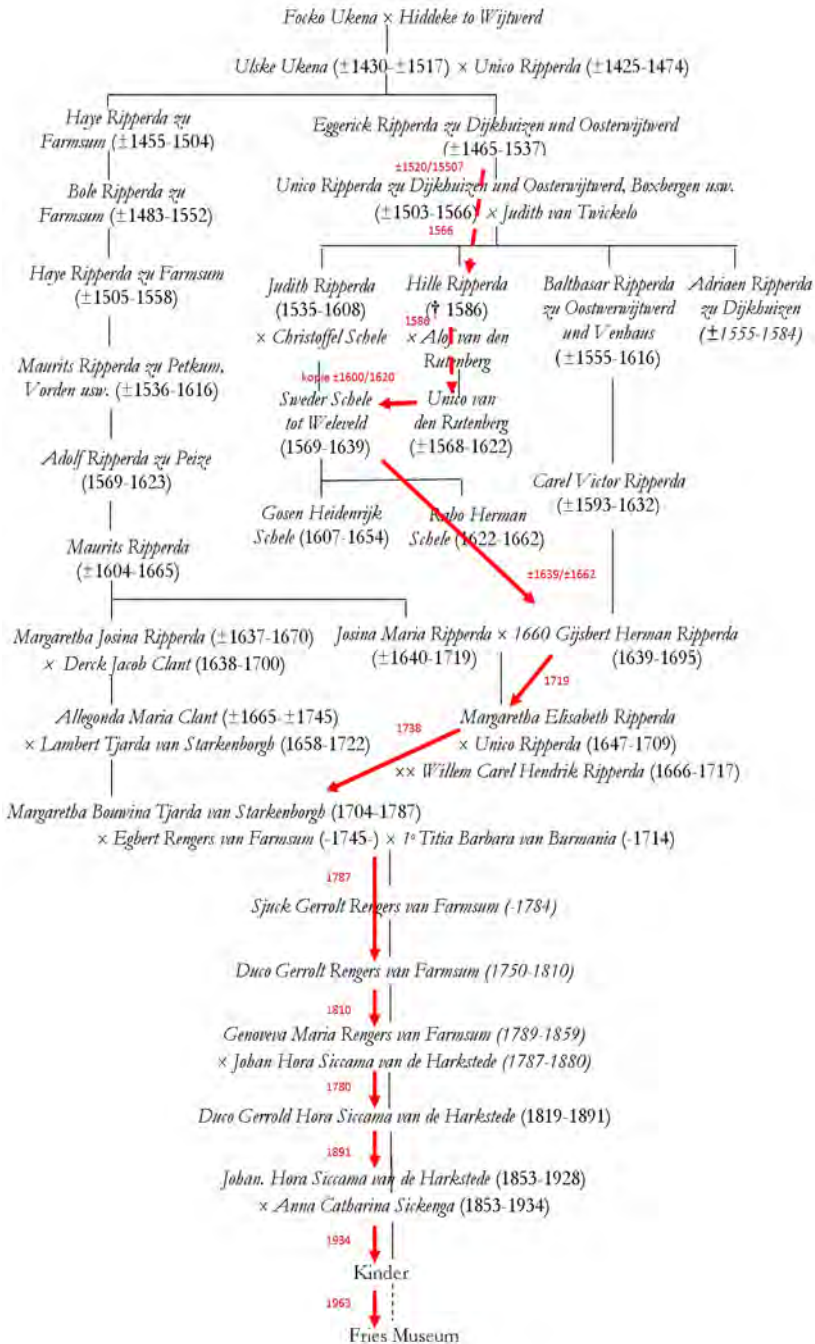 Focko Ukena × Hiddeke to Wijtwerd
Ulske Ukena (±1430-±1517) × Unico Ripperda (±1425-1474)
Haye Ripperda zu
Farmsum (±1455-1504)
Eggerick Ripperda zu Dijkhuizen und Oosterwijtwerd
(±1465-1537)
±1520/1550?
Bole Ripperda zu
Farmsum (±1483-1552)
Unico Ripperda zu Dijkhuizen und Oosterwijtwerd, Boxbergen usw.
(±1503-1566) × Judith van Twickelo
1566
Haye Ripperda zu Farmsum
(±1505-1558)
Judith Ripperda
(1535-1608)
× Christoffel Schele
Hille Ripperda
(† 1586)
1586
× Alof van den
Rutenberg
Balthasar Ripperda
zu Oostwerwijtwerd
und Venhaus
(±1555-1616)
Adriaen Ripperda
zu Dijkhuizen
(±1555-1584)
Maurits Ripperda zu Petkum,
Vorden usw. (±1536-1616)
kopie ±1600/1620
Sweder Schele
tot Weleveld
(1569-1639)
Unico van
den Rutenberg
(±1568-1622)
Adolf Ripperda zu Peize
(1569-1623)
Carel Victor Ripperda
(±1593-1632)
Gosen Heidenrijk
Schele (1607-1654)
Rabo Herman
Schele (1622-1662)
Maurits Ripperda
(±1604-1665)
±1639/±1662
Margaretha Josina Ripperda (±1637-1670)
× Derck Jacob Clant (1638-1700)
Josina Maria Ripperda × 1660 Gijsbert Herman Ripperda
(±1640-1719)
(1639-1695)
1719
Allegonda Maria Clant (±1665-±1745)
× Lambert Tjarda van Starkenborgh (1658-1722)
Margaretha Elisabeth Ripperda
× Unico Ripperda (1647-1709)
×× Willem Carel Hendrik Ripperda (1666-1717)
1738
Margaretha Bouwina Tjarda van Starkenborgh (1704-1787)
× Egbert Rengers van Farmsum (-1745-) × 1º Titia Barbara van Burmania (-1714)
1787
Sjuck Gerrolt Rengers van Farmsum (-1784)
Duco Gerrolt Rengers van Farmsum (1750-1810)
1810
Genoveva Maria Rengers van Farmsum (1789-1859)
× Johan Hora Siccama van de Harkstede (1787-1880)
1780
Duco Gerrold Hora Siccama van de Harkstede (1819-1891)
1891
Johan. Hora Siccama van de Harkstede (1853-1928)
× Anna Catharina Sickenga (1853-1934)
1934
Kinder
1963
Fries Museum